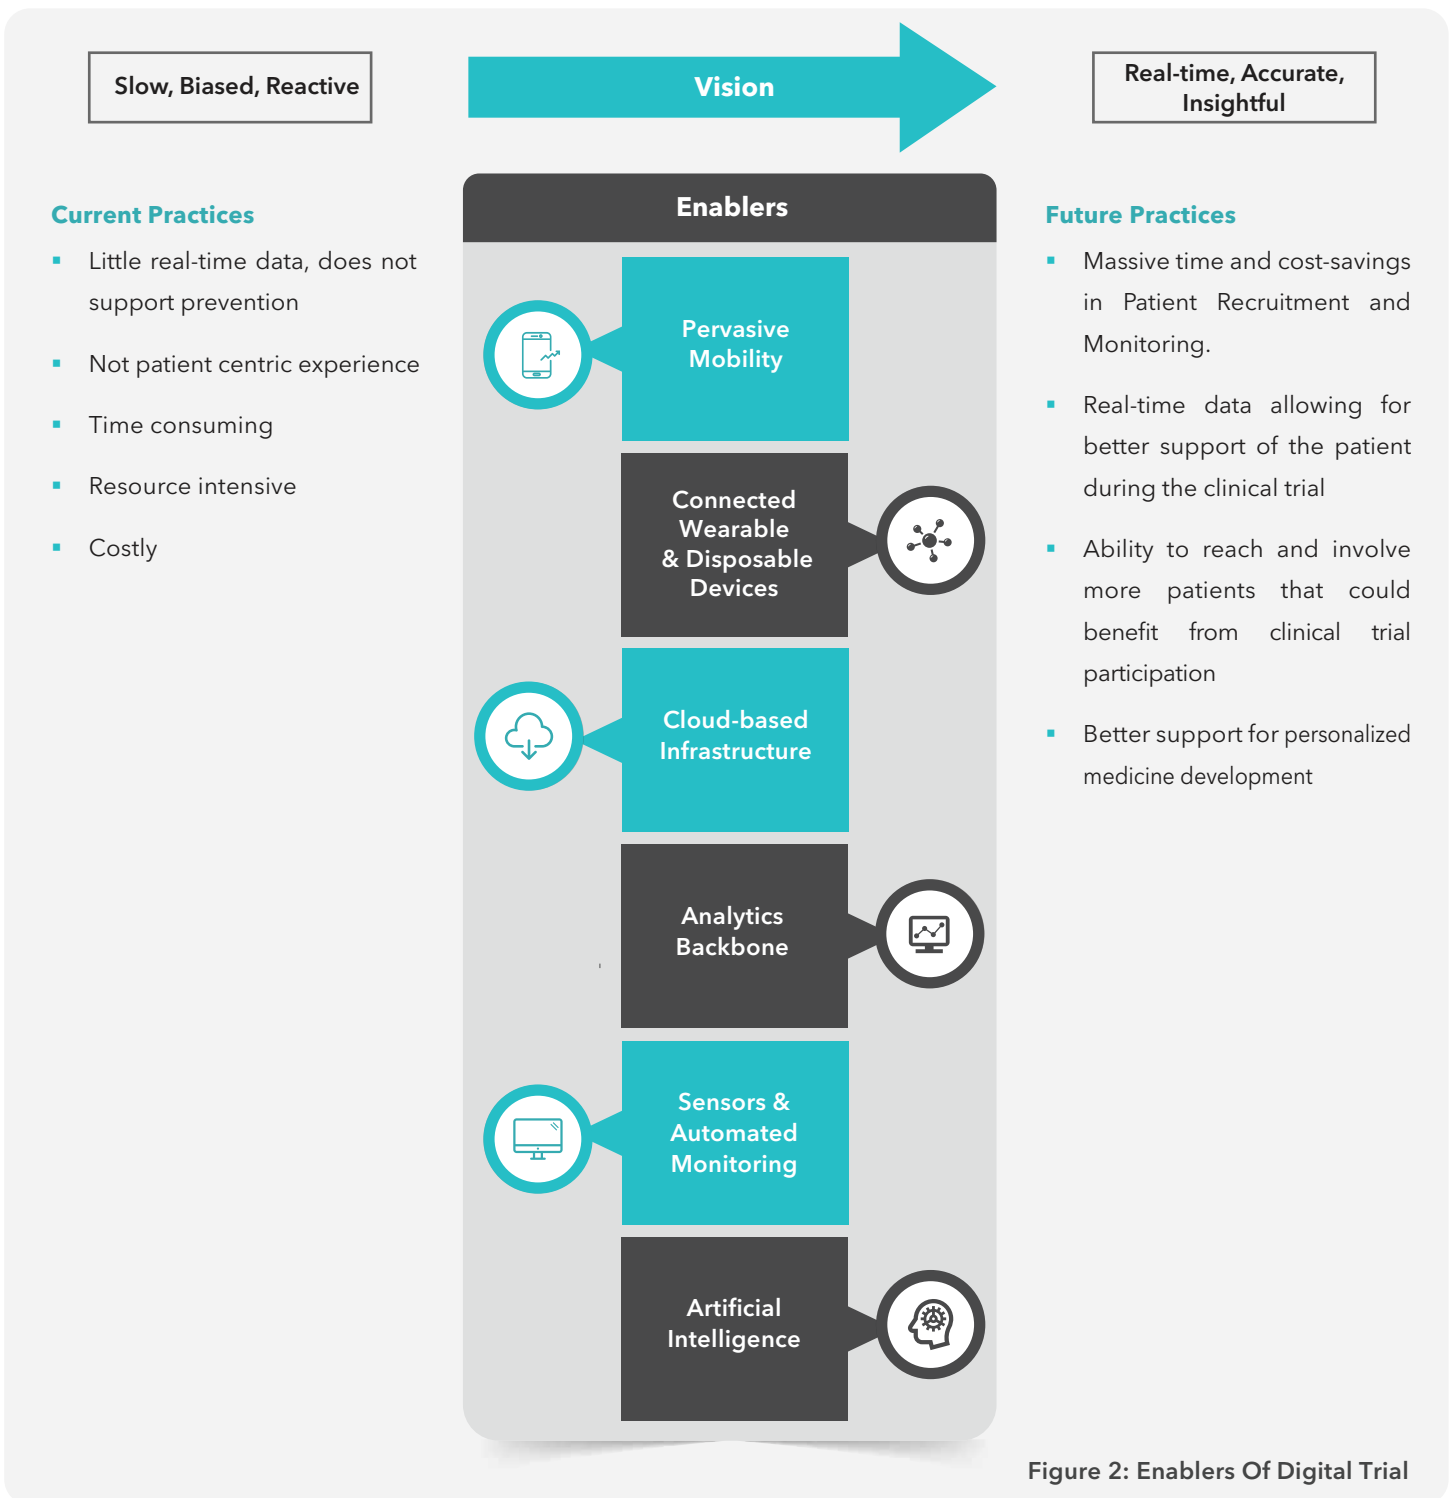 Slow, Biased, Reactive
Vision
Real-time, Accurate,
Insightful
Current Practices
▪ Little real-time data, does not
support prevention
▪ Not patient centric experience
▪ Time consuming
▪ Resource intensive
▪ Costly
Enablers
Pervasive
Mobility
Connected
Wearable
& Disposable
Devices
Cloud-based
Infrastructure
Analytics
Backbone
Sensors &
Automated
Monitoring
Artificial
Intelligence
Future Practices
▪ Massive time and cost-savings
in Patient Recruitment and
Monitoring.
▪ Real-time data allowing for
better support of the patient
during the clinical trial
▪ Ability to reach and involve
more patients that could
benefit from clinical trial
participation
▪ Better support for personalized
medicine development
Figure 2: Enablers Of Digital Trial